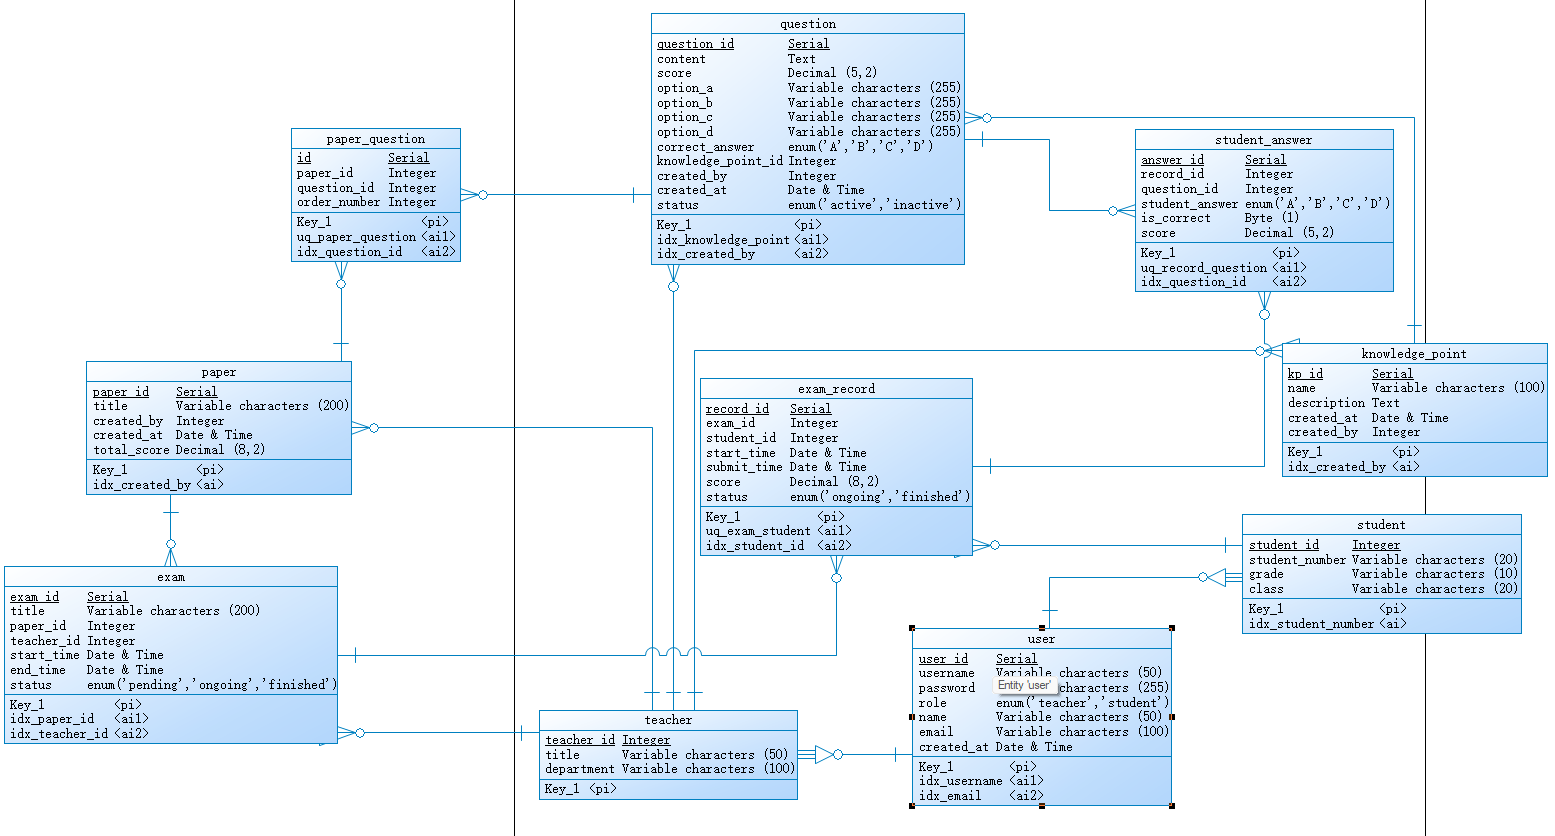 question
question_id Serial
content Text
score Decimal (5,2)
option_a Variable characters (255)
option_b Variable characters (255)
option_c Variable characters (255)
option_d Variable characters (255)
correct_answer enum('A','B','C','D')
knowledge_point_id Integer
created_by Integer
created_at Date & Time
status enum('active','inactive')
Key_1 <pi>
idx_knowledge_point <ai1>
idx_created_by <ai2>
paper_question
id Serial
paper_id Integer
question_id Integer
order_number Integer
Key_1 <pi>
uq_paper_question <ai1>
idx_question_id <ai2>
student_answer
answer_id Serial
record_id Integer
question_id Integer
student_answer enum('A','B','C','D')
is_correct Byte (1)
score Decimal (5,2)
Key_1 <pi>
uq_record_question <ai1>
idx_question_id <ai2>
knowledge_point
kp_id Serial
name Variable characters (100)
description Text
created_at Date & Time
created_by Integer
Key_1 <pi>
idx_created_by <ai>
paper
paper_id Serial
title Variable characters (200)
created_by Integer
created_at Date & Time
total_score Decimal (8,2)
Key_1 <pi>
idx_created_by <ai>
exam_record
record_id Serial
exam_id Integer
student_id Integer
start_time Date & Time
submit_time Date & Time
score Decimal (8,2)
status enum('ongoing','finished')
Key_1 <pi>
uq_exam_student <ai1>
idx_student_id <ai2>
student
student_id Integer
student_number Variable characters (20)
grade Variable characters (10)
class Variable characters (20)
Key_1 <pi>
idx_student_number <ai>
exam
exam_id Serial
title Variable characters (200)
paper_id Integer
teacher_id Integer
start_time Date & Time
end_time Date & Time
status enum('pending','ongoing','finished')
Key_1 <pi>
idx_paper_id <ai1>
idx_teacher_id <ai2>
user
user_id Serial
username Variable characters (50)
password characters (255)
Entity 'user'
role enum('teacher','student')
name Variable characters (50)
email Variable characters (100)
created_at Date & Time
Key_1 <pi>
idx_username <ai1>
idx_email <ai2>
teacher
teacher_id Integer
title Variable characters (50)
department Variable characters (100)
Key_1 <pi>